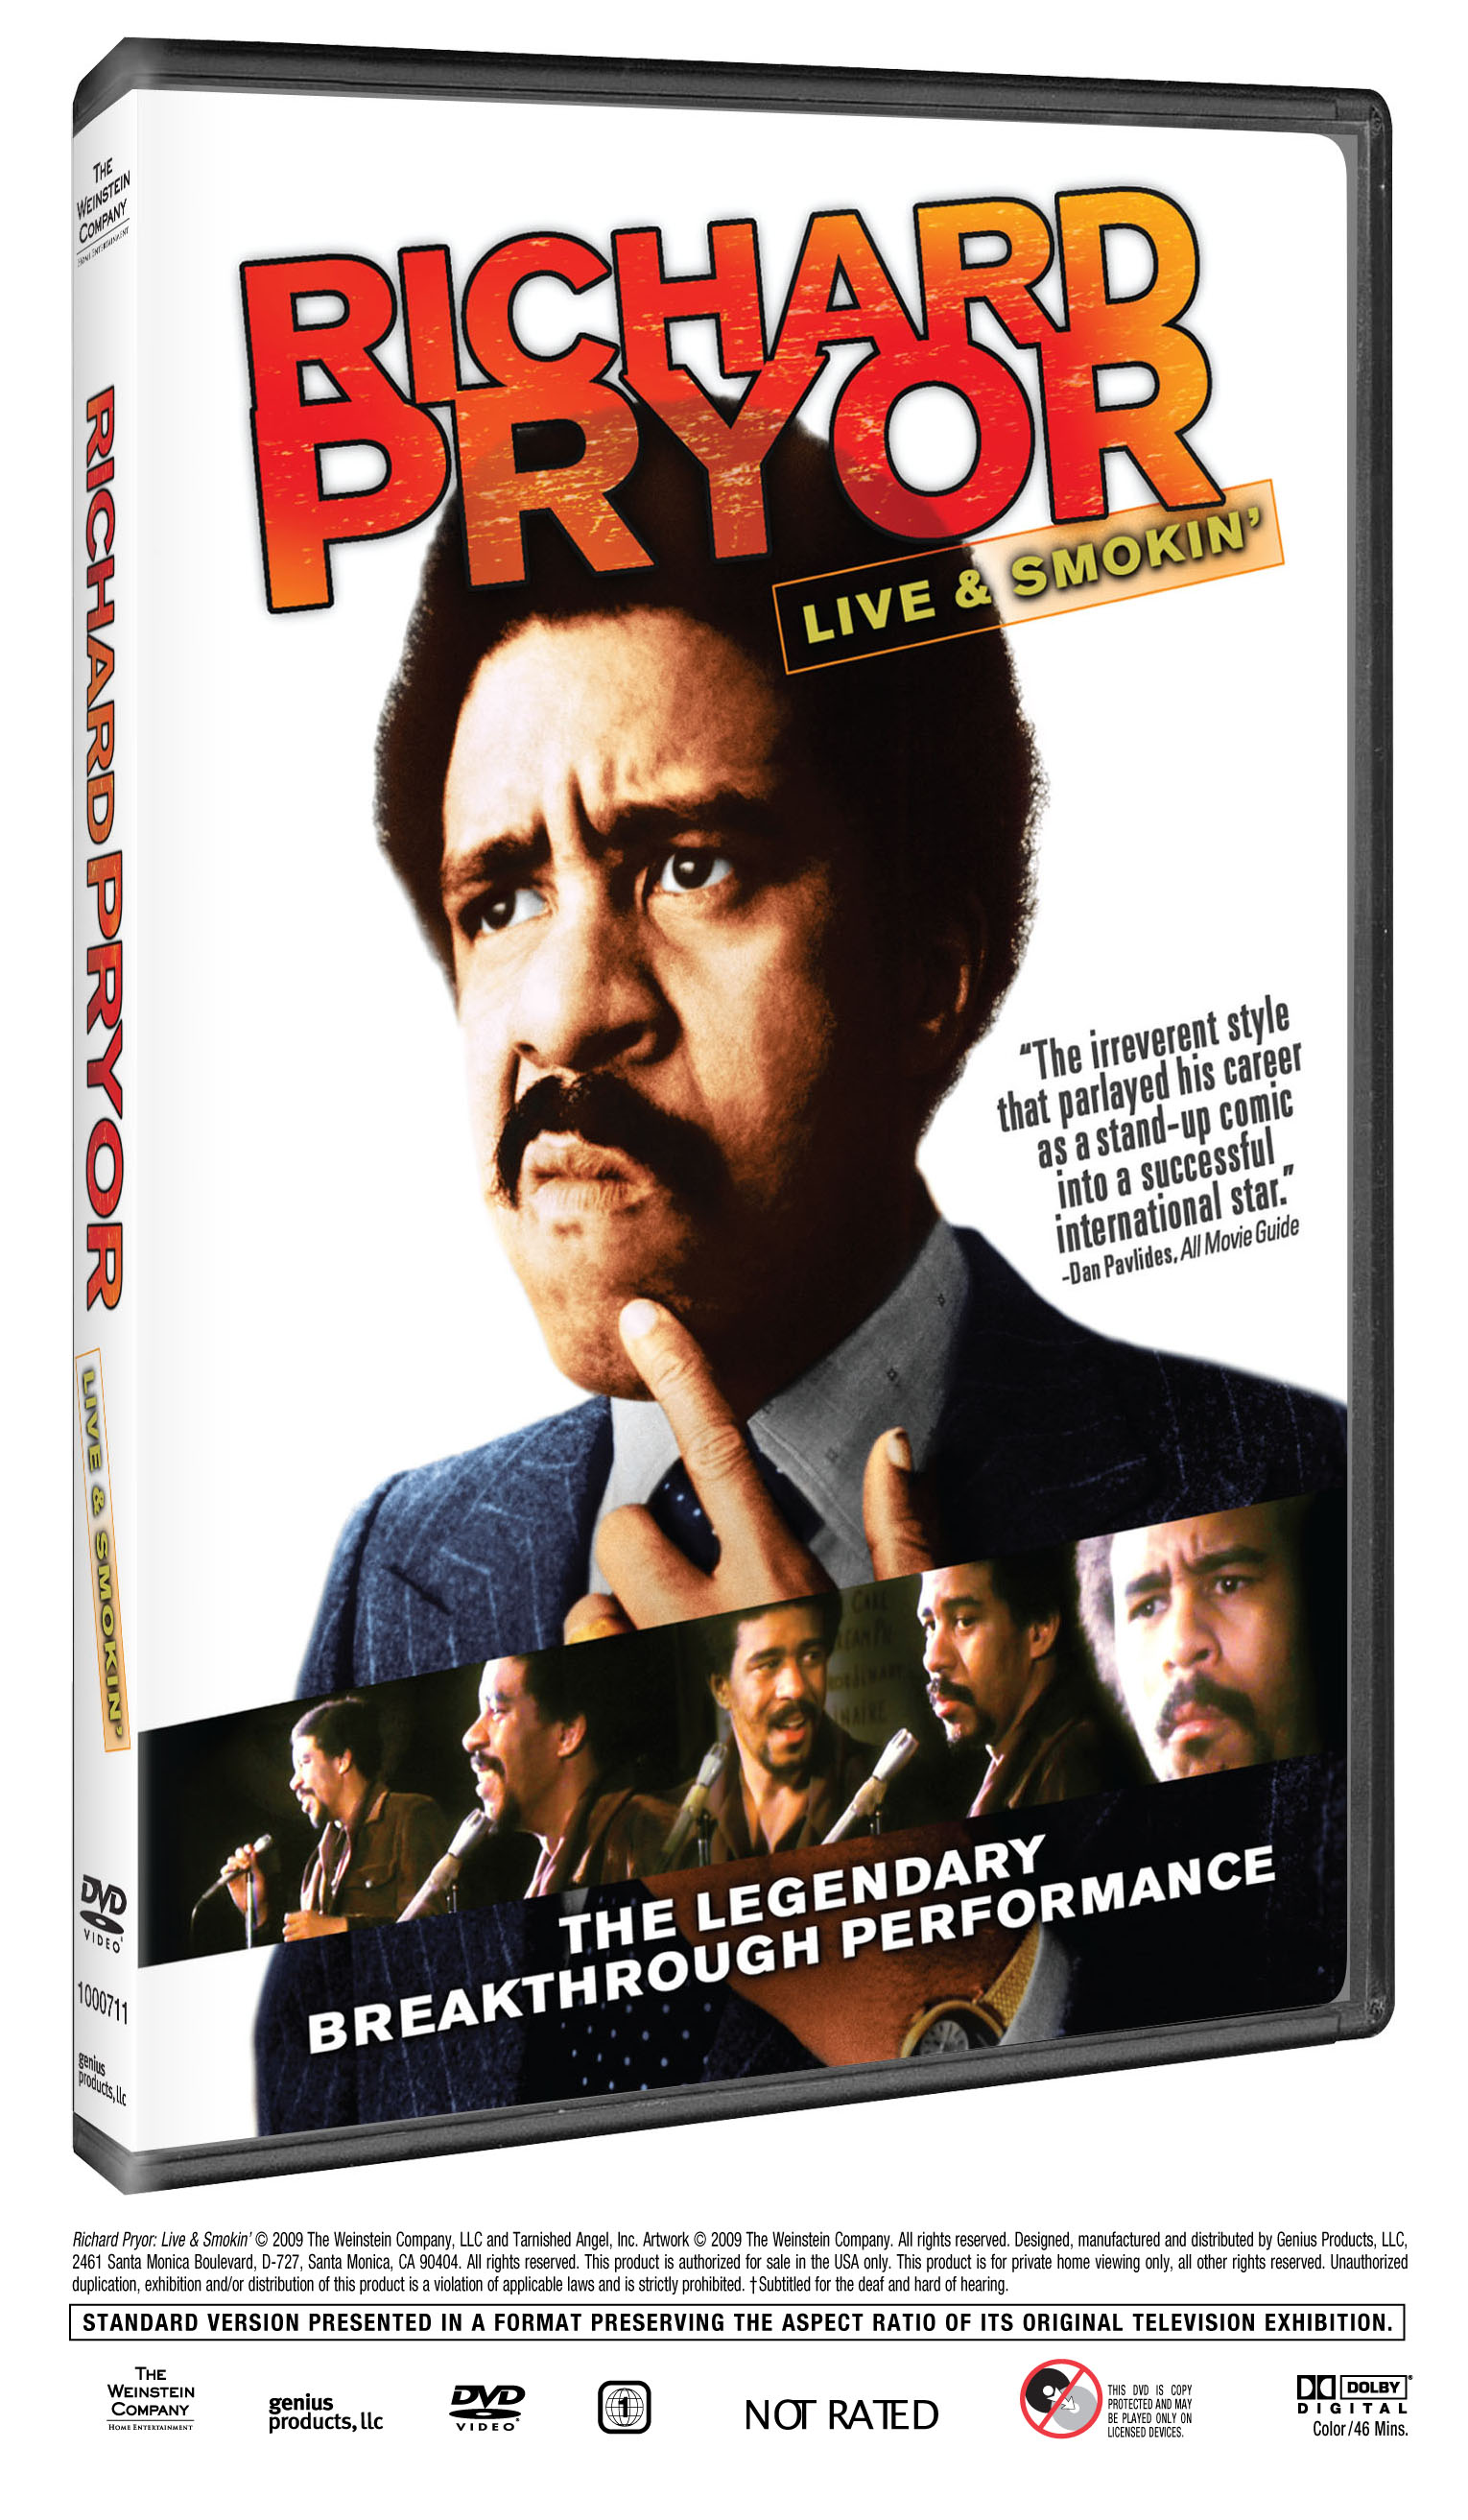 THE
WEINSTEIN
COMPANY
HOME ENTERTAINMENT
RICHARD PRYOR
LIVE & SMOKIN'
DVD
VIDEO
1000711
genius
products, llc
RICHARD
PRYOR
LIVE & SMOKIN'
“The irreverent style
that parlayed his career
as a stand-up comic
into a successful
international star.”
-Dan Pavlides, All Movie Guide
THE LEGENDARY
BREAKTHROUGH PERFORMANCE
Richard Pryor: Live & Smokin' © 2009 The Weinstein Company, LLC and Tarnished Angel, Inc. Artwork © 2009 The Weinstein Company. All rights reserved. Designed, manufactured and distributed by Genius Products, LLC,
2461 Santa Monica Boulevard, D-727, Santa Monica, CA 90404. All rights reserved. This product is authorized for sale in the USA only. This product is for private home viewing only, all other rights reserved. Unauthorized
duplication, exhibition and/or distribution of this product is a violation of applicable laws and is strictly prohibited. †Subtitled for the deaf and hard of hearing.
STANDARD VERSION PRESENTED IN A FORMAT PRESERVING THE ASPECT RATIO OF ITS ORIGINAL TELEVISION EXHIBITION.
THE
WEINSTEIN
COMPANY
HOME ENTERTAINMENT
genius
products, llc
DVD
VIDEO
1
NOT RATED
THIS DVD IS COPY
PROTECTED AND MAY
BE PLAYED ONLY ON
LICENSED DEVICES.
DOLBY
DIGITAL
Color/46 Mins.